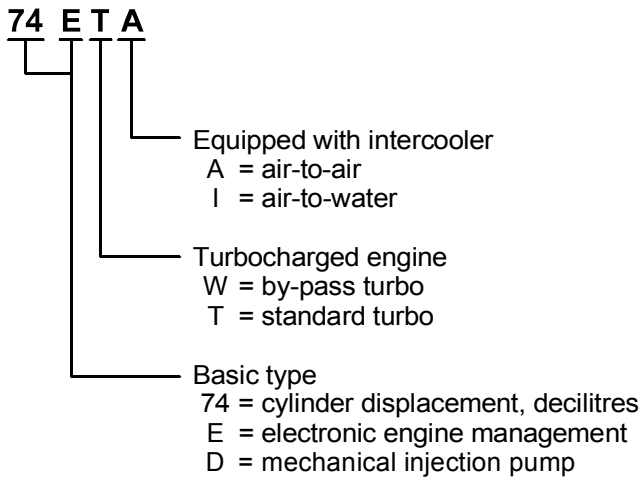 74 E T A
Equipped with intercooler
A = air-to-air
I = air-to-water
Turbocharged engine
W = by-pass turbo
T = standard turbo
Basic type
74 = cylinder displacement, decilitres
E = electronic engine management
D = mechanical injection pump